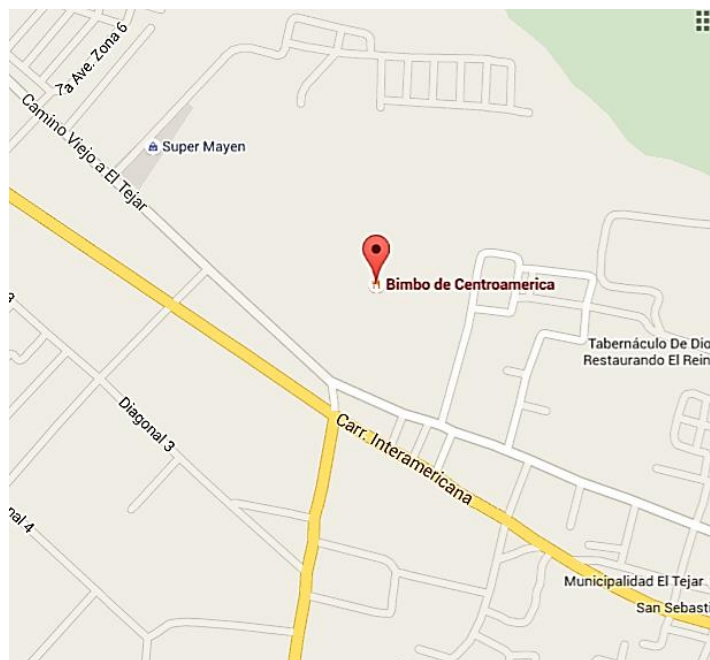 7a Ave. Zona 6
Camino Viejo a El Tejar
Super Mayen
Bimbo de Centroamerica
Tabernáculo De Dio
Restaurando El Rein
Diagonal 3
Carr. Interamericana
nal 4
Municipalidad El Tejar
San Sebasti